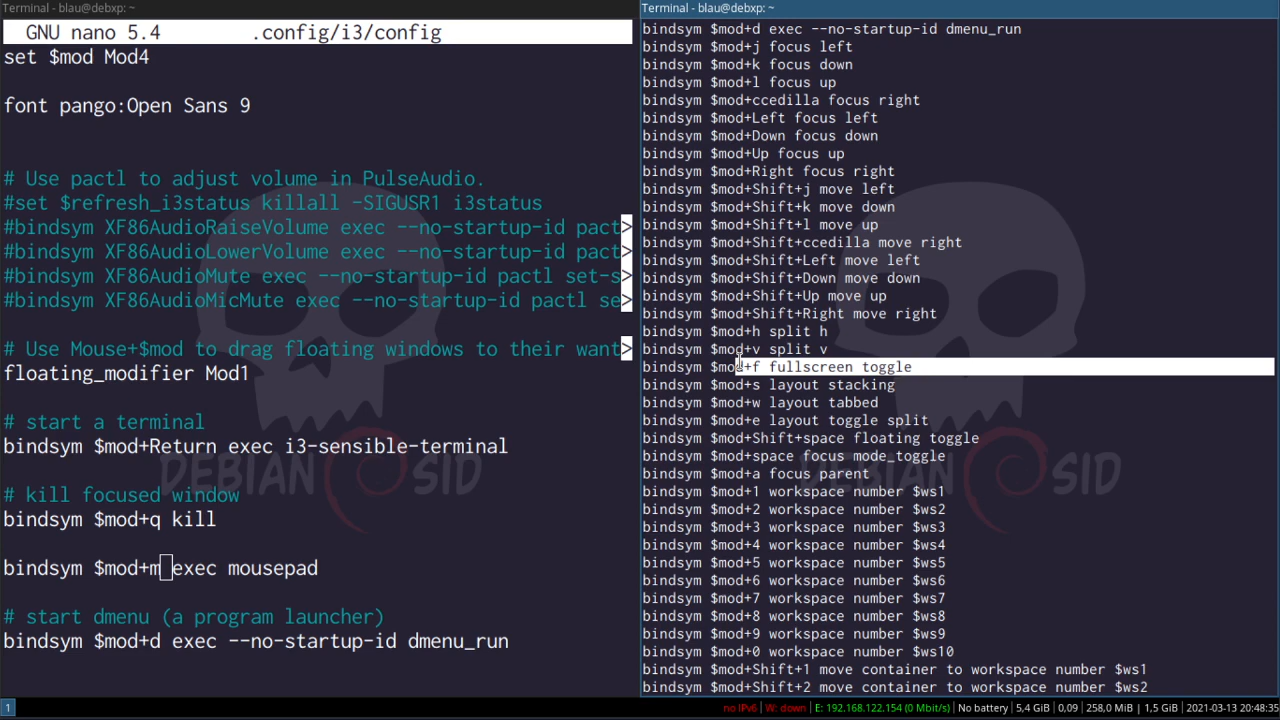 Terminal - blau@debxp: ~
GNU nano 5.4 .config/i3/config
set $mod Mod4
font pango:Open Sans 9
# Use pactl to adjust volume in PulseAudio.
#set $refresh_i3status killall -SIGUSR1 i3status
#bindsym XF86AudioRaiseVolume exec --no-startup-id pact>
#bindsym XF86AudioLowerVolume exec --no-startup-id pact>
#bindsym XF86AudioMute exec --no-startup-id pactl set-s>
#bindsym XF86AudioMicMute exec --no-startup-id pactl se>
# Use Mouse+$mod to drag floating windows to their want>
floating_modifier Mod1
# start a terminal
bindsym $mod+Return exec i3-sensible-terminal
# kill focused window
bindsym $mod+q kill
bindsym $mod+m exec mousepad
# start dmenu (a program launcher)
bindsym $mod+d exec --no-startup-id dmenu_run
DEBIAN SID
Terminal - blau@debxp: ~
bindsym $mod+d exec --no-startup-id dmenu_run
bindsym $mod+j focus left
bindsym $mod+k focus down
bindsym $mod+l focus up
bindsym $mod+ccedilla focus right
bindsym $mod+Left focus left
bindsym $mod+Down focus down
bindsym $mod+Up focus up
bindsym $mod+Right focus right
bindsym $mod+Shift+j move left
bindsym $mod+Shift+k move down
bindsym $mod+Shift+l move up
bindsym $mod+Shift+ccedilla move right
bindsym $mod+Shift+Left move left
bindsym $mod+Shift+Down move down
bindsym $mod+Shift+Up move up
bindsym $mod+Shift+Right move right
bindsym $mod+h split h
bindsym $mod+v split v
bindsym $mod+f fullscreen toggle
bindsym $mod+s layout stacking
bindsym $mod+w layout tabbed
bindsym $mod+e layout toggle split
bindsym $mod+Shift+space floating toggle
bindsym $mod+space focus mode_toggle
bindsym $mod+a focus parent
bindsym $mod+1 workspace number $ws1
bindsym $mod+2 workspace number $ws2
bindsym $mod+3 workspace number $ws3
bindsym $mod+4 workspace number $ws4
bindsym $mod+5 workspace number $ws5
bindsym $mod+6 workspace number $ws6
bindsym $mod+7 workspace number $ws7
bindsym $mod+8 workspace number $ws8
bindsym $mod+9 workspace number $ws9
bindsym $mod+0 workspace number $ws10
bindsym $mod+Shift+1 move container to workspace number $ws1
bindsym $mod+Shift+2 move container to workspace number $ws2
DEBIAN SID
1
no IPv6 | W: down | E: 192.168.122.154 (0 Mbit/s) | No battery | 5,4 GiB | 0,09 | 258,0 MiB | 1,5 GiB | 2021-03-13 20:48:35